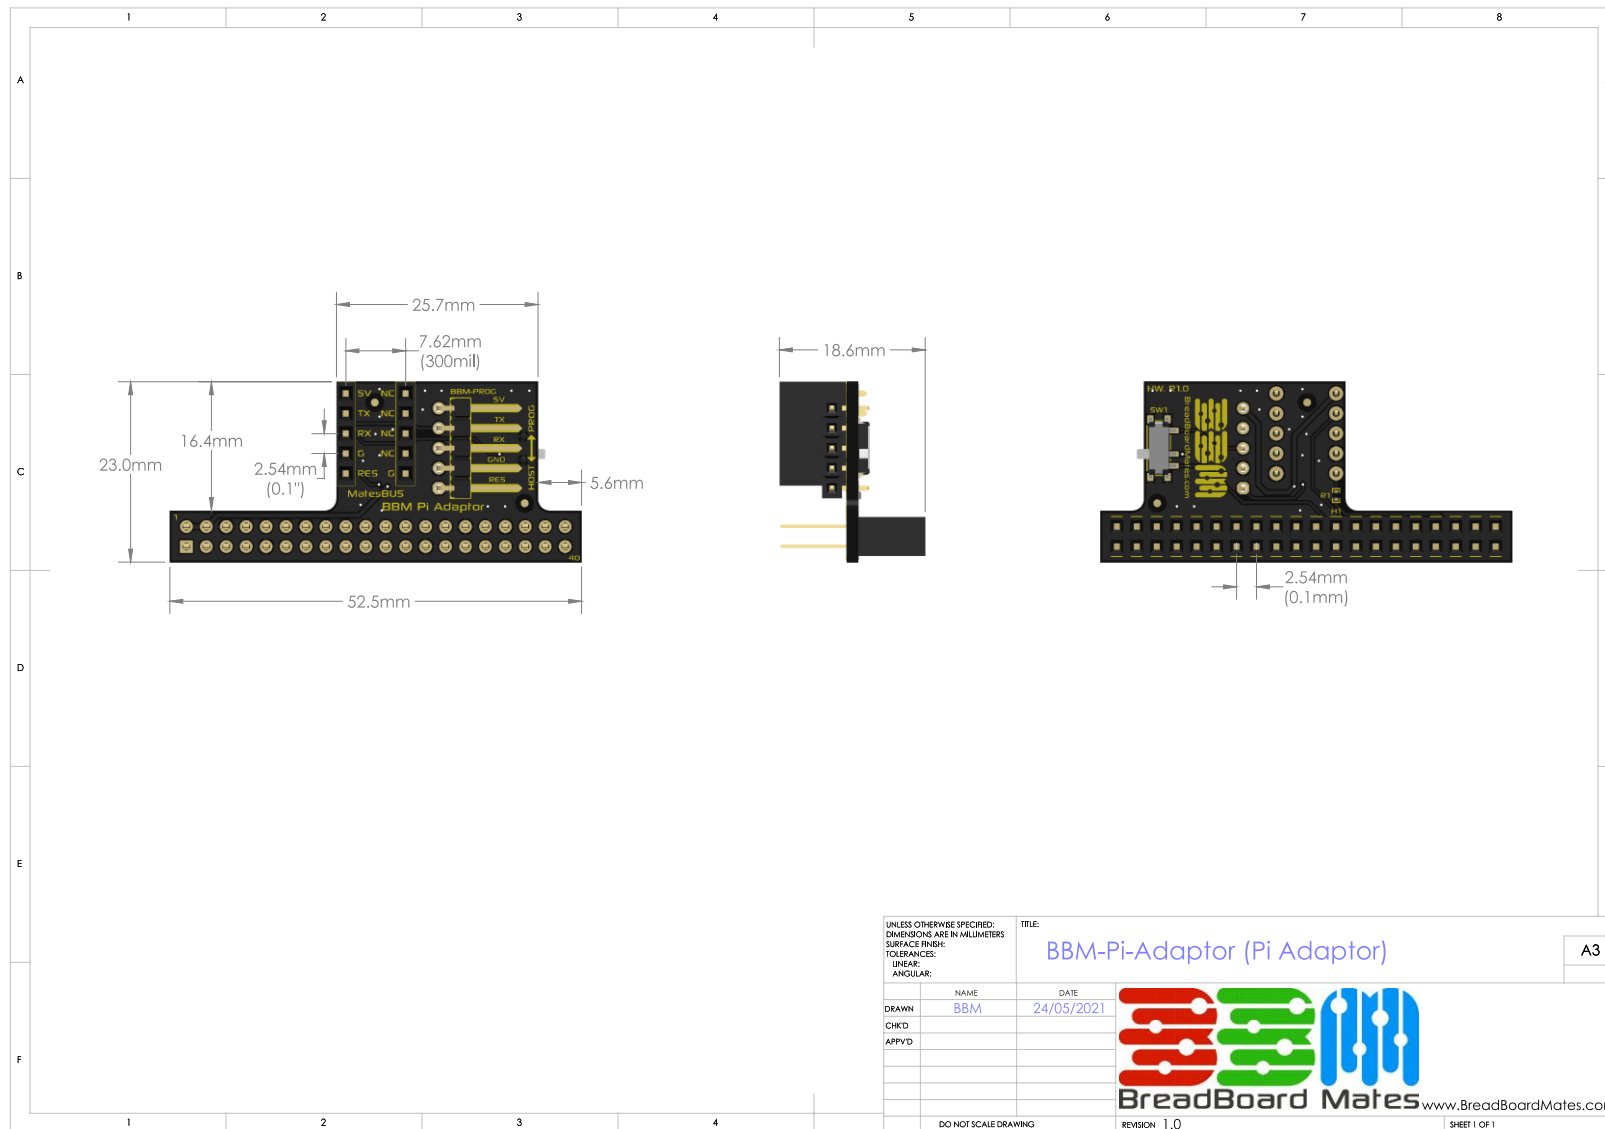 1 2 3 4 5 6 7 8
A
B
C
D
E
F
25.7mm
7.62mm
(300mil)
16.4mm
23.0mm
2.54mm
(0.1")
5.6mm
52.5mm
5V NC
TX NC
RX NC
G NC
RES G
MatesBUS
BBM-PROG
5V
TX
RX
GND
RES
HOST PROG
BBM Pi Adaptor
1
40
18.6mm
HW. R1.0
SW1
BreadBoardMates.com
R1
H1
2.54mm
(0.1mm)
UNLESS OTHERWISE SPECIFIED:
DIMENSIONS ARE IN MILLIMETERS
SURFACE FINISH:
TOLERANCES:
LINEAR:
ANGULAR:
TITLE:
BBM-Pi-Adaptor (Pi Adaptor)
A3
NAME DATE
DRAWN BBM 24/05/2021
CHK'D
APPV'D
BreadBoard Mates
www.BreadBoardMates.co
DO NOT SCALE DRAWING
REVISION 1.0
SHEET 1 OF 1
1 2 3 4